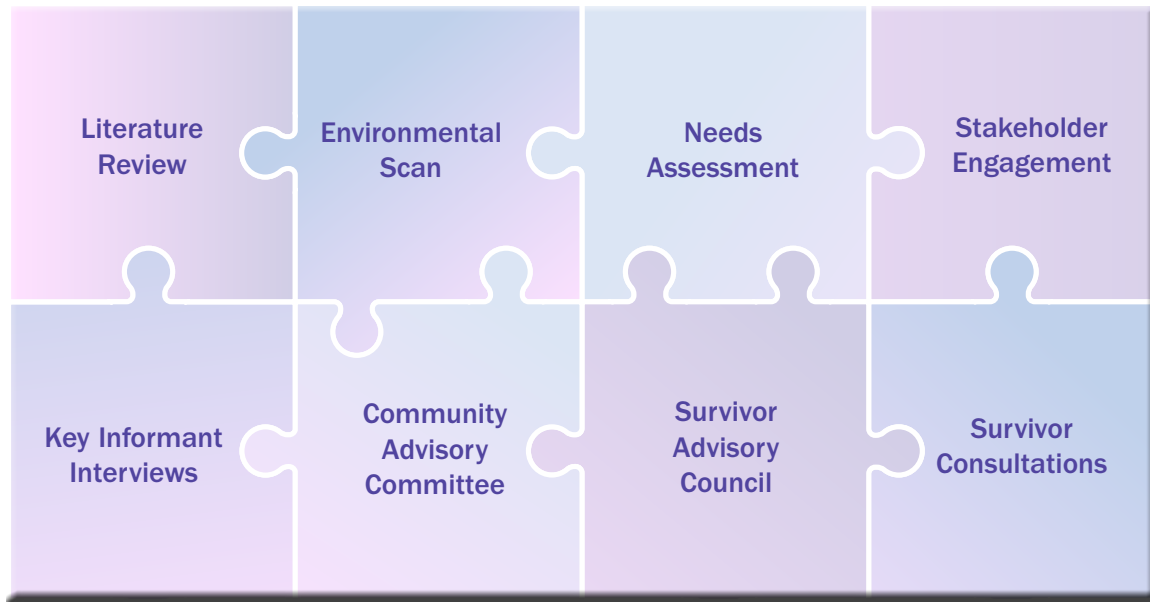 Literature
Review
Environmental
Scan
Needs
Assessment
Stakeholder
Engagement
Key Informant
Interviews
Community
Advisory
Committee
Survivor
Advisory
Council
Survivor
Consultations